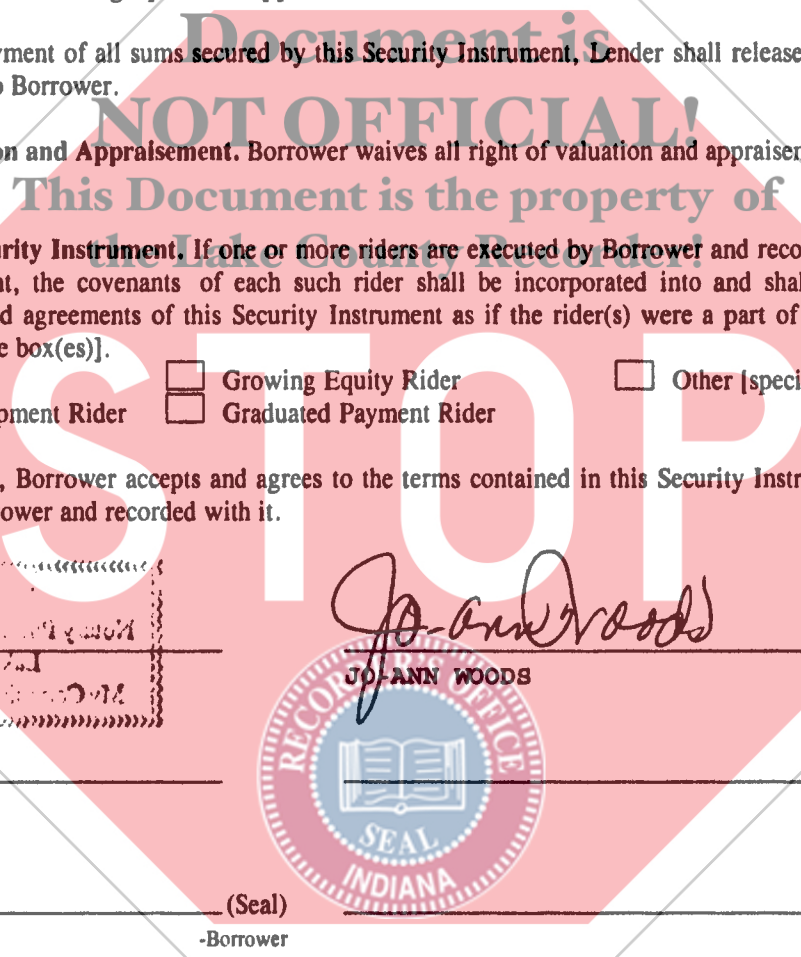 Document is
yment of all sums secured by this Security Instrument, Lender shall release
Borrower.
NOT OFFICIAL!
on and Appraisement. Borrower waives all right of valuation and appraisem
This Document is the property of
urity Instrument. If one or more riders are executed by Borrower and reco
the Lake County Recorder!
nt, the covenants of each such rider shall be incorporated into and shal
d agreements of this Security Instrument as if the rider(s) were a part of
e box(es)].
Growing Equity Rider Other [speci
pment Rider Graduated Payment Rider
STOP
, Borrower accepts and agrees to the terms contained in this Security Instr
ower and recorded with it.
Jo-ann Woods
JO-ANN WOODS
RECORDER'S OFFICE
SEAL
INDIANA
(Seal)
-Borrower